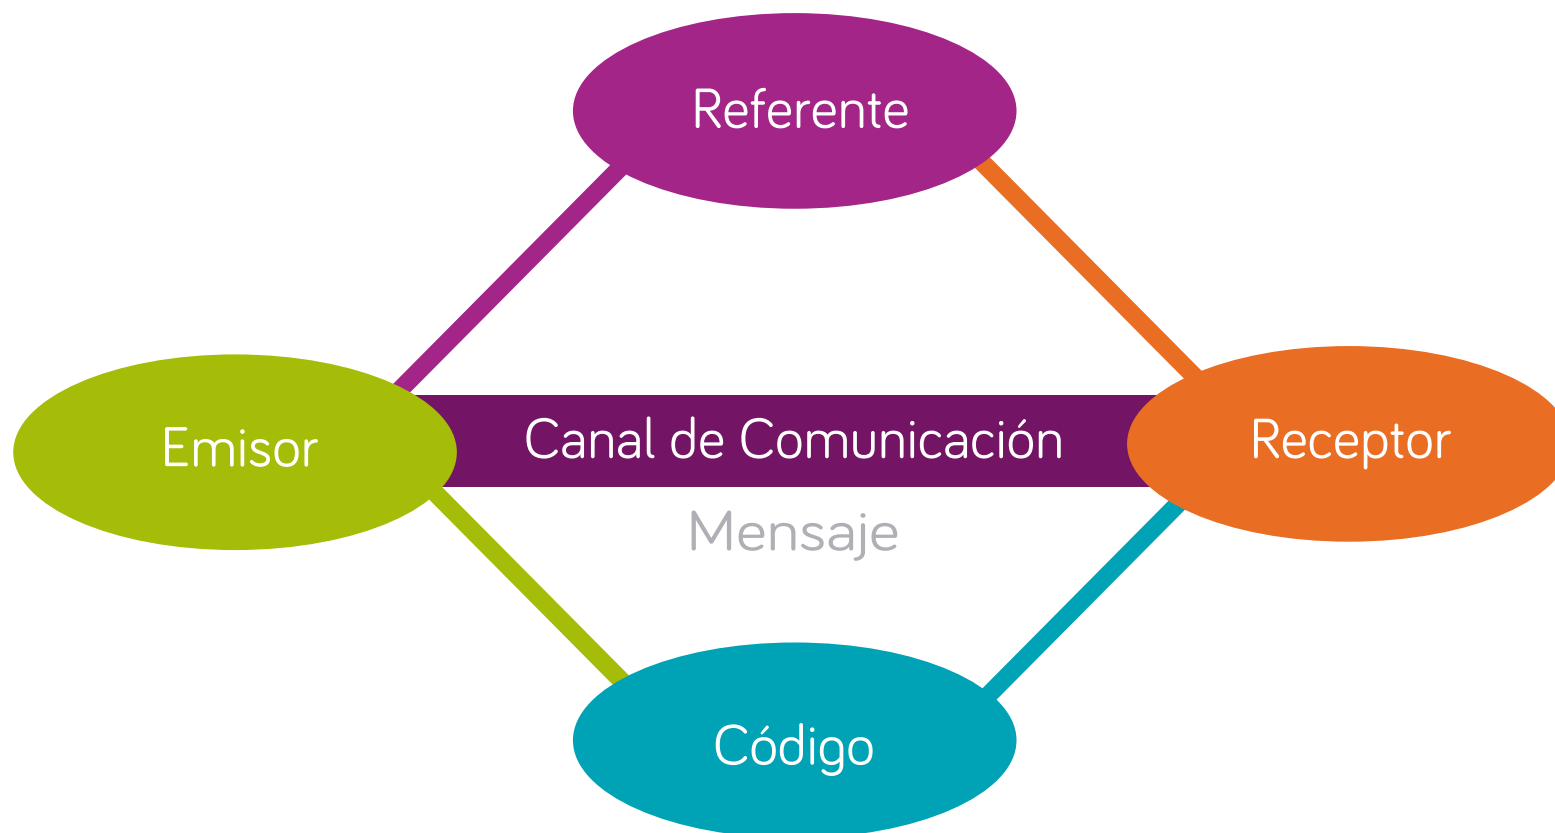 Referente
Emisor
Canal de Comunicación
Receptor
Mensaje
Código